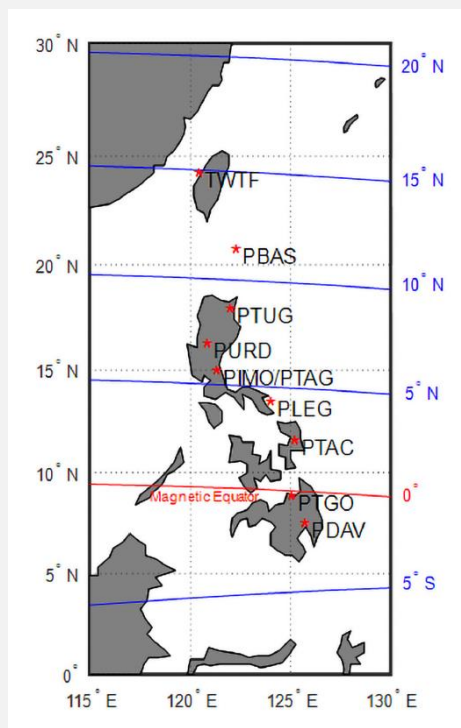 30° N
20° N
25° N
15° N
TWTF
PBAS
20° N
10° N
PTUG
PURD
15° N
PIMO/PTAG
5° N
PLEG
PTAC
10° N
Magnetic Equator
0°
PTGO
PDAV
5° N
5° S
0°
115° E
120° E
125° E
130° E